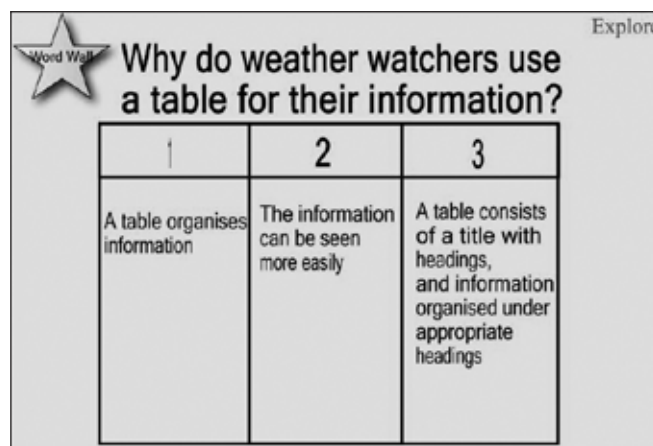 Explore
Word Wall
Why do weather watchers use
a table for their information?
1
2
3
A table organises
information
The information
can be seen
more easily
A table consists
of a title with
headings,
and information
organised under
appropriate
headings